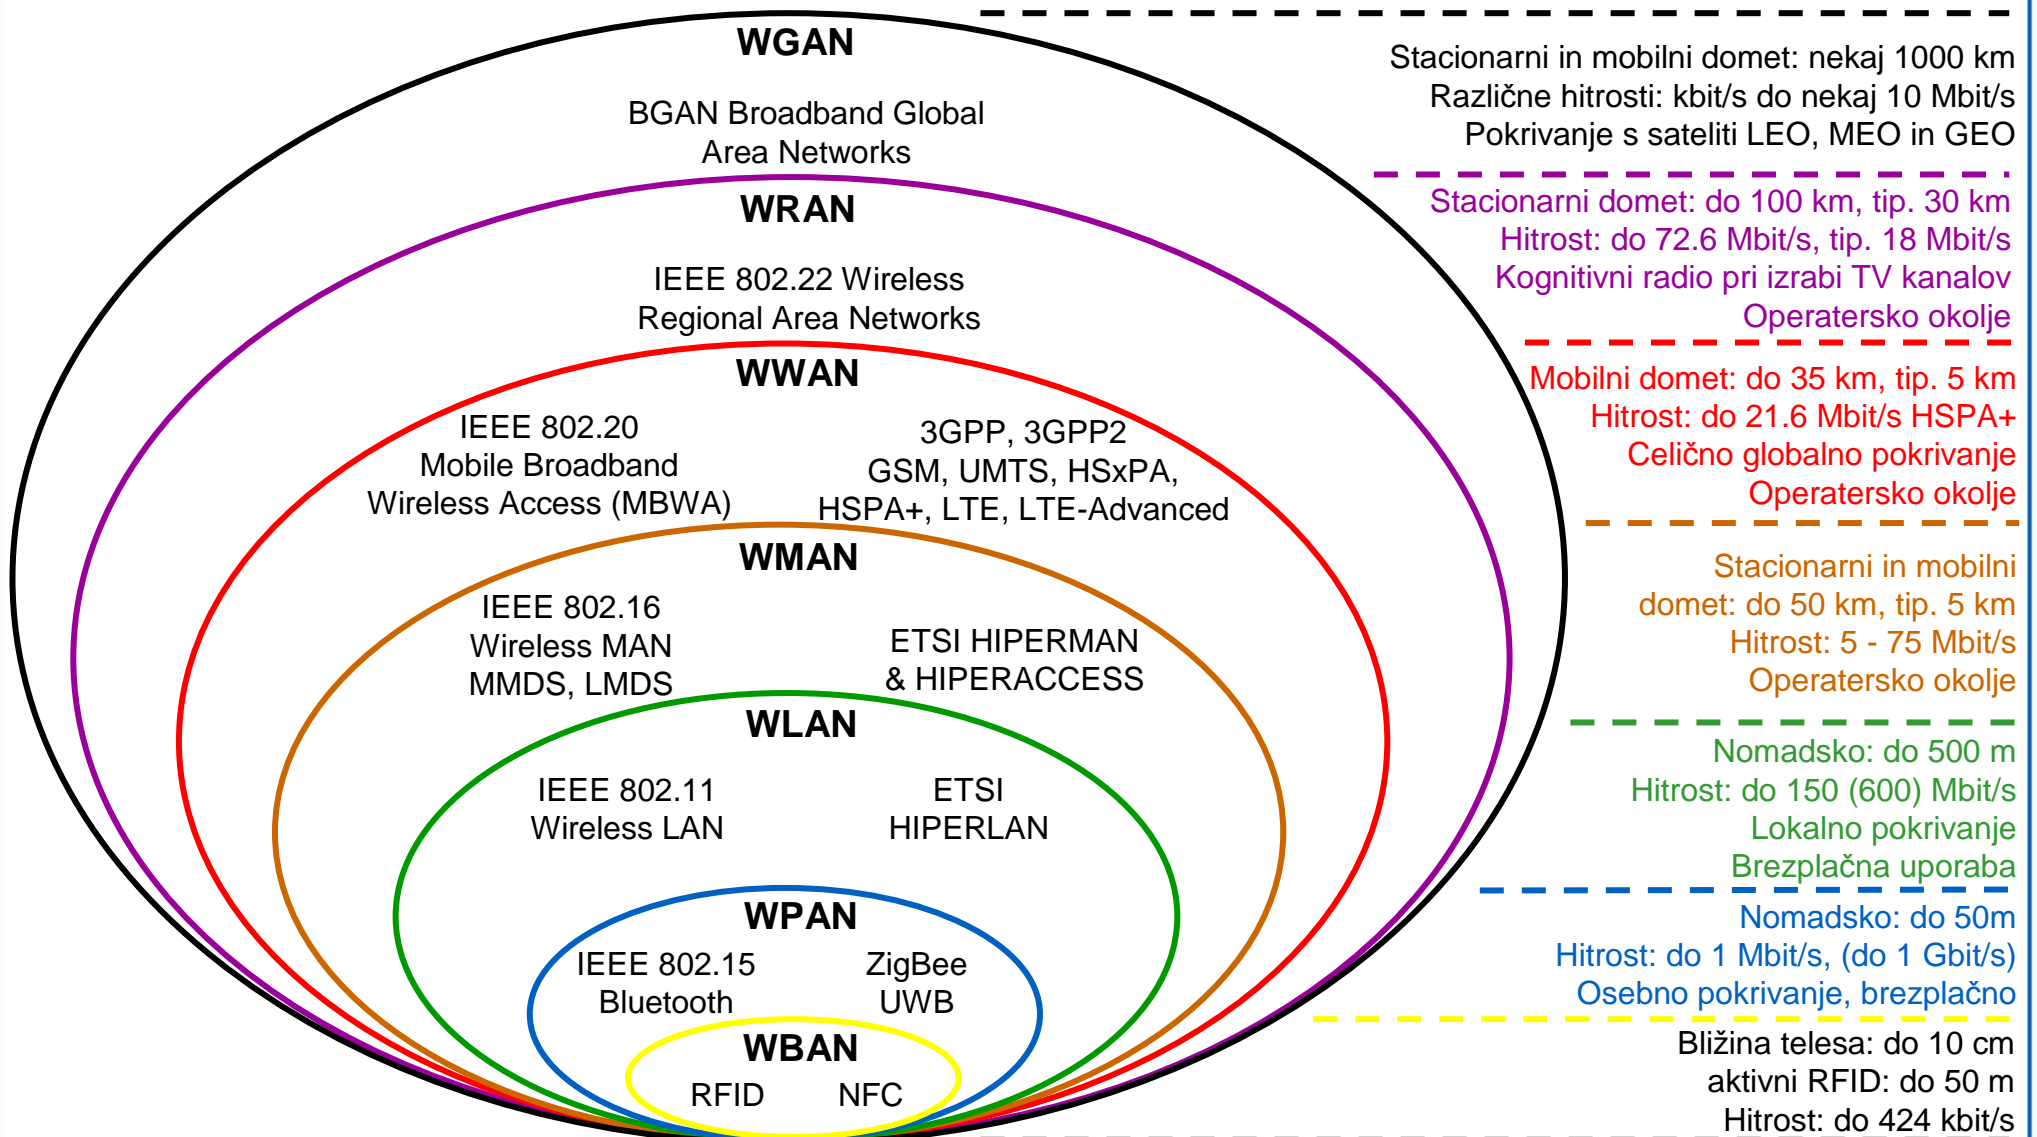 WGAN
BGAN Broadband Global
Area Networks
Stacionarni in mobilni domet: nekaj 1000 km
Različne hitrosti: kbit/s do nekaj 10 Mbit/s
Pokrivanje s sateliti LEO, MEO in GEO
WRAN
IEEE 802.22 Wireless
Regional Area Networks
Stacionarni domet: do 100 km, tip. 30 km
Hitrost: do 72.6 Mbit/s, tip. 18 Mbit/s
Kognitivni radio pri izrabi TV kanalov
Operatersko okolje
WWAN
IEEE 802.20
Mobile Broadband
Wireless Access (MBWA)
3GPP, 3GPP2
GSM, UMTS, HSxPA,
HSPA+, LTE, LTE-Advanced
Mobilni domet: do 35 km, tip. 5 km
Hitrost: do 21.6 Mbit/s HSPA+
Celično globalno pokrivanje
Operatersko okolje
WMAN
IEEE 802.16
Wireless MAN
MMDS, LMDS
ETSI HIPERMAN
& HIPERACCESS
Stacionarni in mobilni
domet: do 50 km, tip. 5 km
Hitrost: 5 - 75 Mbit/s
Operatersko okolje
WLAN
IEEE 802.11
Wireless LAN
ETSI
HIPERLAN
Nomadsko: do 500 m
Hitrost: do 150 (600) Mbit/s
Lokalno pokrivanje
Brezplačna uporaba
WPAN
IEEE 802.15
Bluetooth
ZigBee
UWB
Nomadsko: do 50m
Hitrost: do 1 Mbit/s, (do 1 Gbit/s)
Osebno pokrivanje, brezplačno
WBAN
RFID
NFC
Bližina telesa: do 10 cm
aktivni RFID: do 50 m
Hitrost: do 424 kbit/s